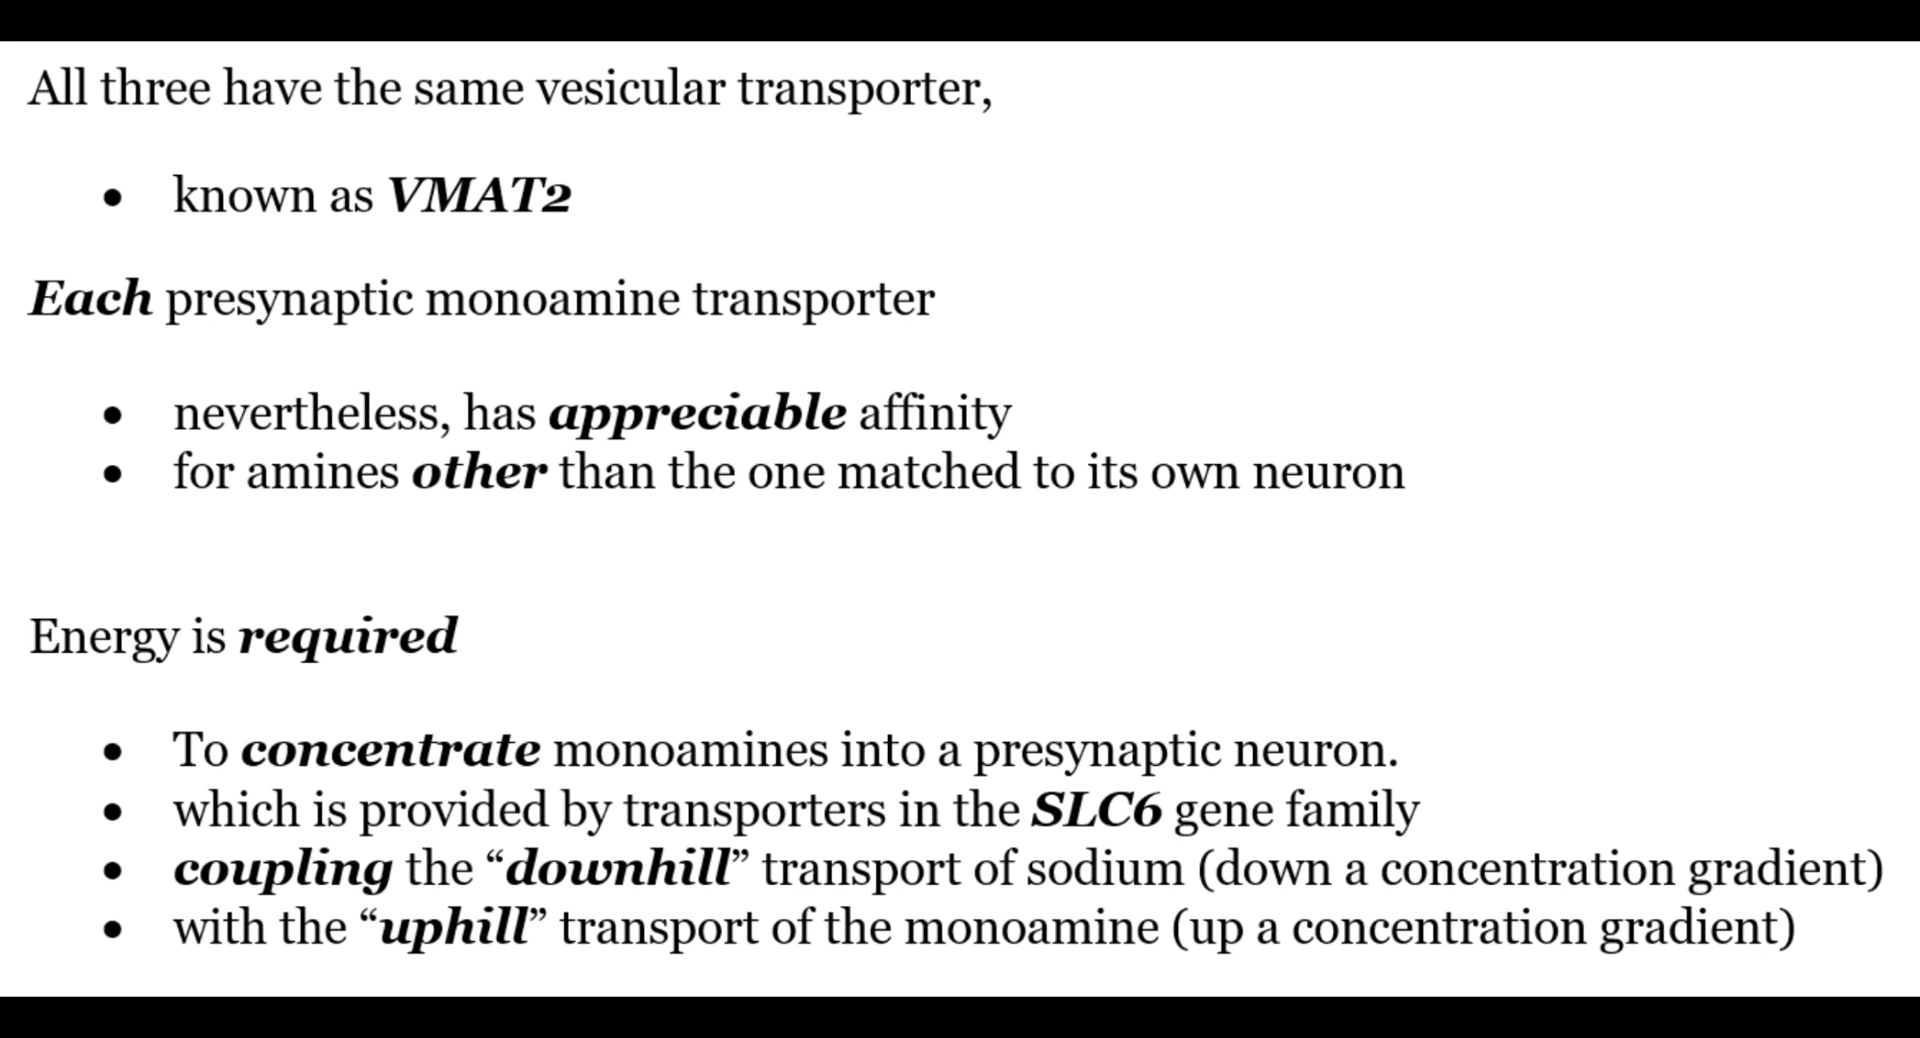 All three have the same vesicular transporter,
• known as VMAT2
Each presynaptic monoamine transporter
• nevertheless, has appreciable affinity
• for amines other than the one matched to its own neuron
Energy is required
• To concentrate monoamines into a presynaptic neuron.
• which is provided by transporters in the SLC6 gene family
• coupling the “downhill” transport of sodium (down a concentration gradient)
• with the “uphill” transport of the monoamine (up a concentration gradient)